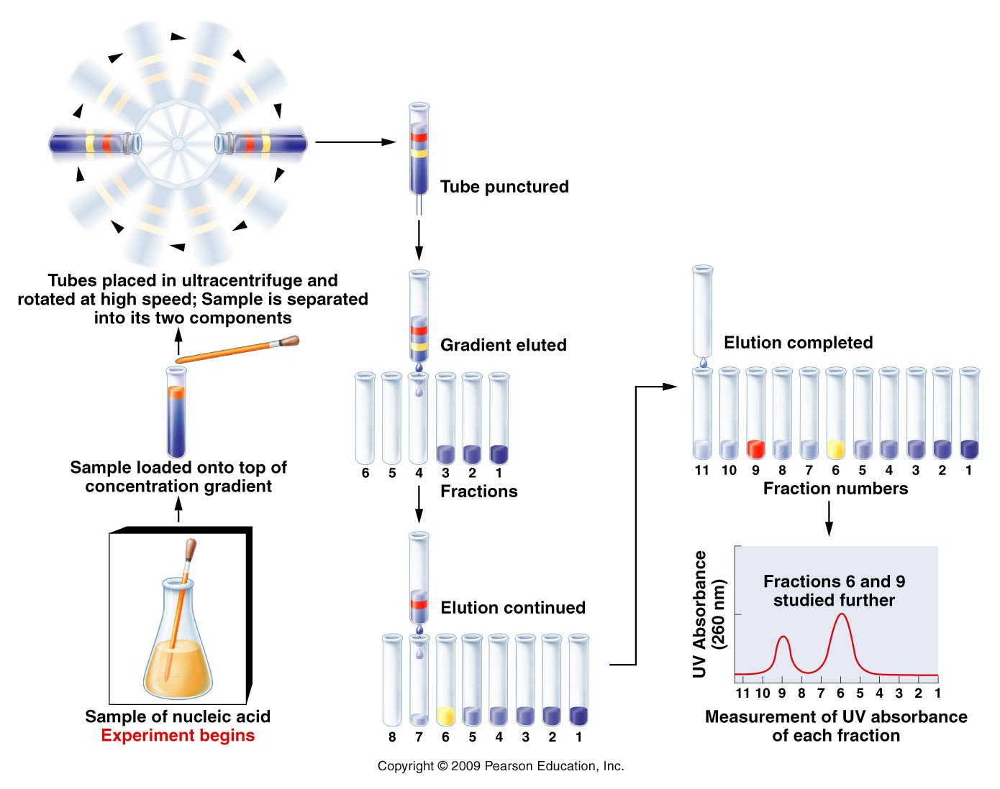 Tubes placed in ultracentrifuge and
rotated at high speed; Sample is separated
into its two components
Sample loaded onto top of
concentration gradient
Sample of nucleic acid
Experiment begins
Tube punctured
Gradient eluted
6 5 4 3 2 1
Fractions
Elution continued
8 7 6 5 4 3 2 1
Elution completed
11 10 9 8 7 6 5 4 3 2 1
Fraction numbers
UV Absorbance
(260 nm)
Fractions 6 and 9
studied further
11 10 9 8 7 6 5 4 3 2 1
Measurement of UV absorbance
of each fraction
Copyright © 2009 Pearson Education, Inc.